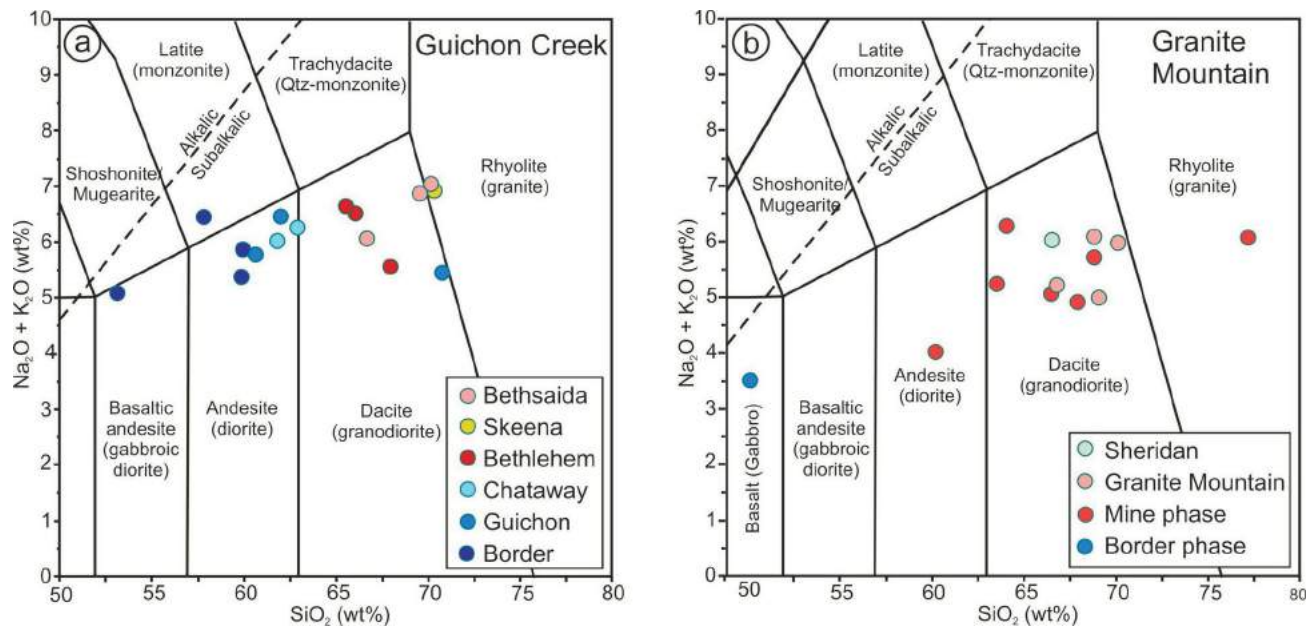 a
Guichon Creek
Latite
(monzonite)
Trachydacite
(Qtz-monzonite)
Alkalic
Subalkalic
Shoshonite/
Mugearite
Rhyolite
(granite)
Basaltic
andesite
(gabbroic
diorite)
Andesite
(diorite)
Dacite
(granodiorite)
Bethsaida
Skeena
Bethlehem
Chataway
Guichon
Border
Na₂O + K₂O (wt%)
10
9
8
7
6
5
4
3
2
1
0
50 55 60 65 70 75
SiO₂ (wt%)
b
Granite
Mountain
Latite
(monzonite)
Trachydacite
(Qtz-monzonite)
Alkalic
Subalkalic
Shoshonite/
Mugearite
Rhyolite
(granite)
Basalt (Gabbro)
Basaltic
andesite
(gabbroic
diorite)
Andesite
(diorite)
Dacite
(granodiorite)
Sheridan
Granite Mountain
Mine phase
Border phase
Na₂O + K₂O (wt%)
10
9
8
7
6
5
4
3
2
1
0
50 55 60 65 70 75 80
SiO₂ (wt%)